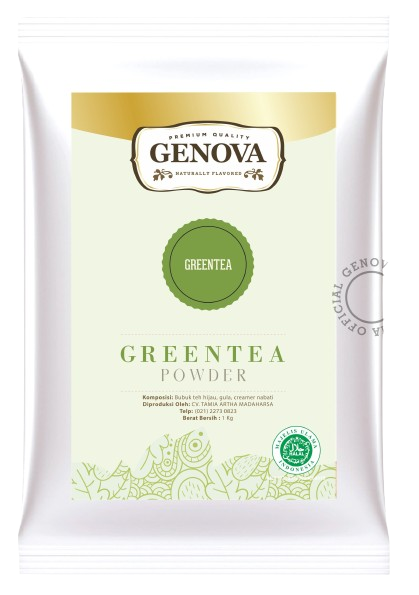 PREMIUM QUALITY
GENOVA
NATURALLY FLAVORED
GREENTEA
GREENTEA
POWDER
Komposisi: Bubuk teh hijau, gula, creamer nabati
Diproduksi Oleh: CV. TAMIA ARTHA MADAHARSA
Telp: (021) 2273 0823
Berat Bersih : 1 Kg
MAJELIS ULAMA
HALAL
INDONESIA
OFFICIAL GENOV